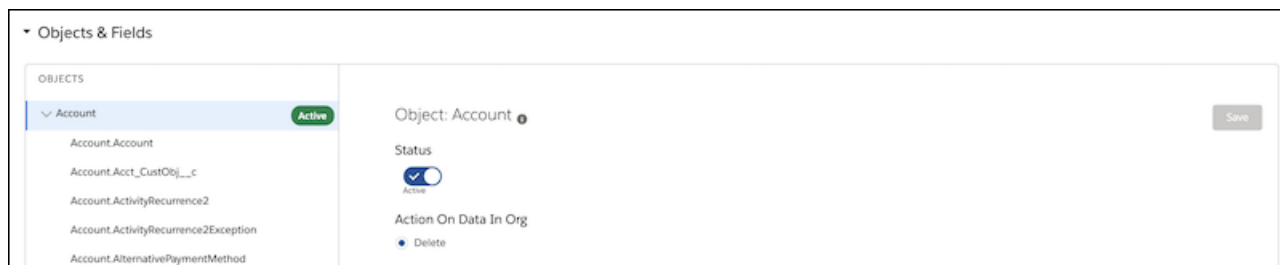 Objects & Fields
OBJECTS
Account Active
Account.Account
Account.Acct_CustObj__c
Account.ActivityRecurrence2
Account.ActivityRecurrence2Exception
Account.AlternativePaymentMethod
Object: Account
Save
Status
Active
Action On Data In Org
Delete